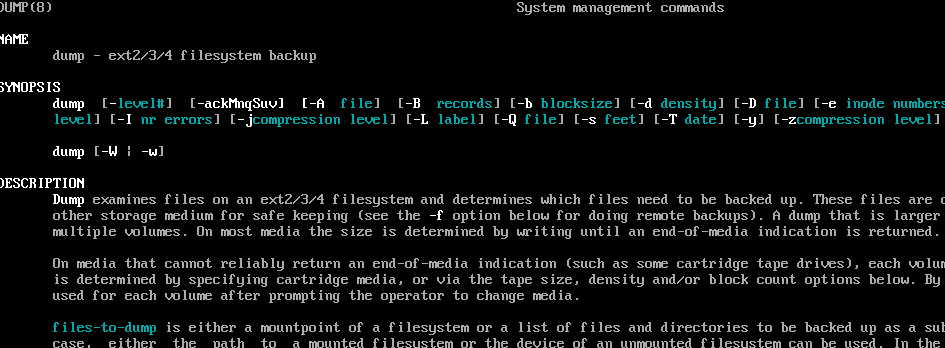 DUMP(8) System management commands
NAME
dump - ext2/3/4 filesystem backup
SYNOPSIS
dump [-level#] [-ackMnqSuv] [-A file] [-B records] [-b blocksize] [-d density] [-D file] [-e inode numbers
level] [-I nr errors] [-jcompression level] [-L label] [-Q file] [-s feet] [-T date] [-y] [-zcompression level]
dump [-W | -w]
DESCRIPTION
Dump examines files on an ext2/3/4 filesystem and determines which files need to be backed up. These files are
other storage medium for safe keeping (see the -f option below for doing remote backups). A dump that is larger
multiple volumes. On most media the size is determined by writing until an end-of-media indication is returned.
On media that cannot reliably return an end-of-media indication (such as some cartridge tape drives), each volu
is determined by specifying cartridge media, or via the tape size, density and/or block count options below. By
used for each volume after prompting the operator to change media.
files-to-dump is either a mountpoint of a filesystem or a list of files and directories to be backed up as a sub
case, either the path to a mounted filesystem or the device of an unmounted filesystem can be used. In the